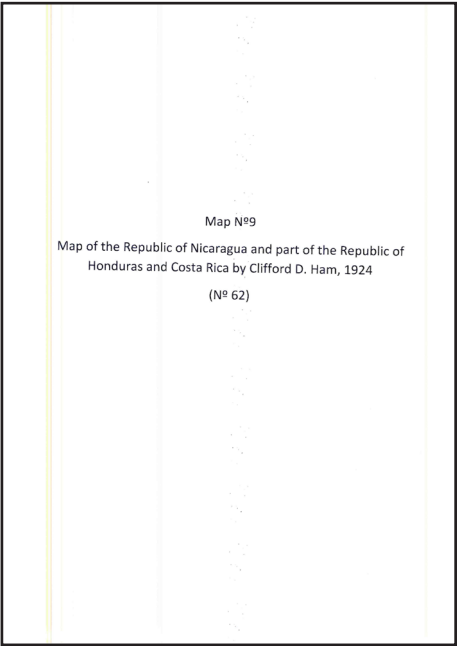 Map Nº9
Map of the Republic of Nicaragua and part of the Republic of
Honduras and Costa Rica by Clifford D. Ham, 1924
(Nº 62)